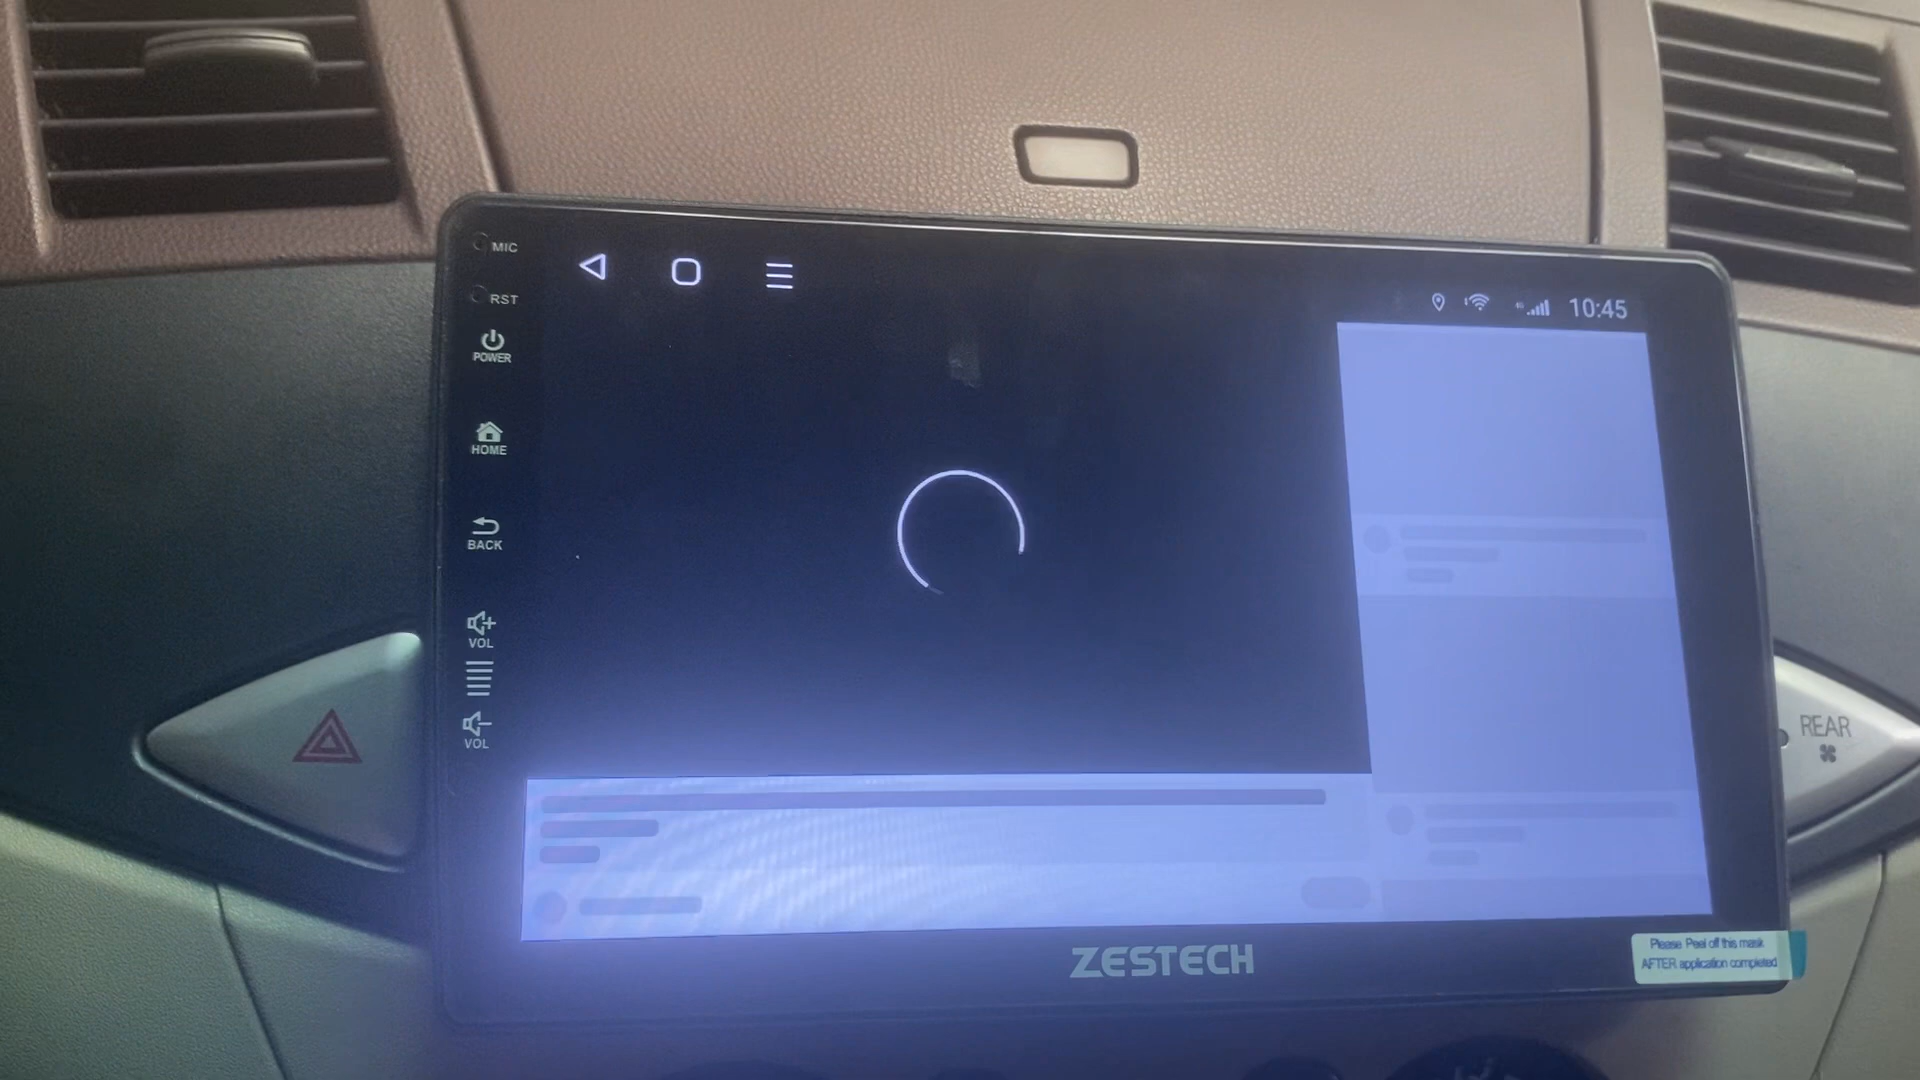 MIC
RST
POWER
HOME
BACK
VOL
VOL
10:45
REAR
ZESTECH
Please Peel off this mask
AFTER application completed